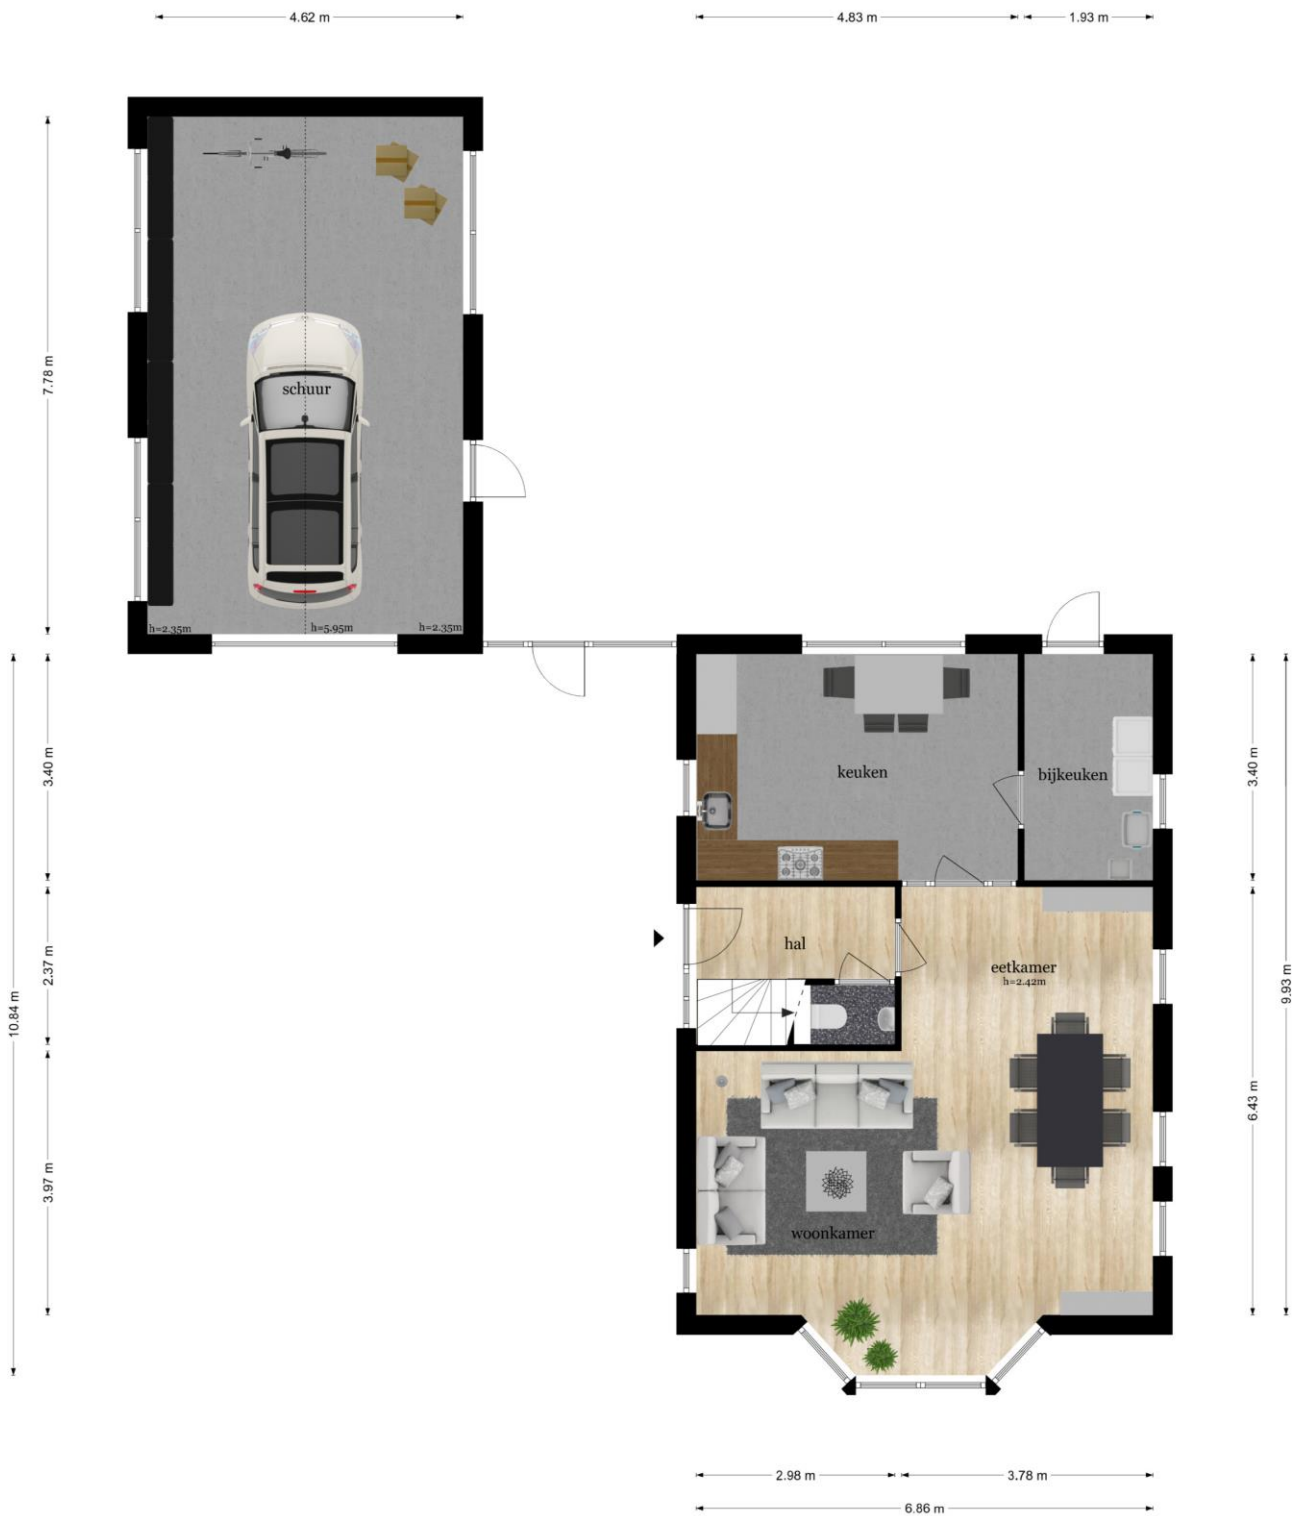 4.62 m
4.83 m
1.93 m
7.78 m
schuur
h=2.35m
h=5.95m
h=2.35m
3.40 m
keuken
bijkeuken
3.40 m
2.37 m
hal
eetkamer
h=2.42m
10.84 m
9.93 m
6.43 m
3.97 m
woonkamer
2.98 m
3.78 m
6.86 m